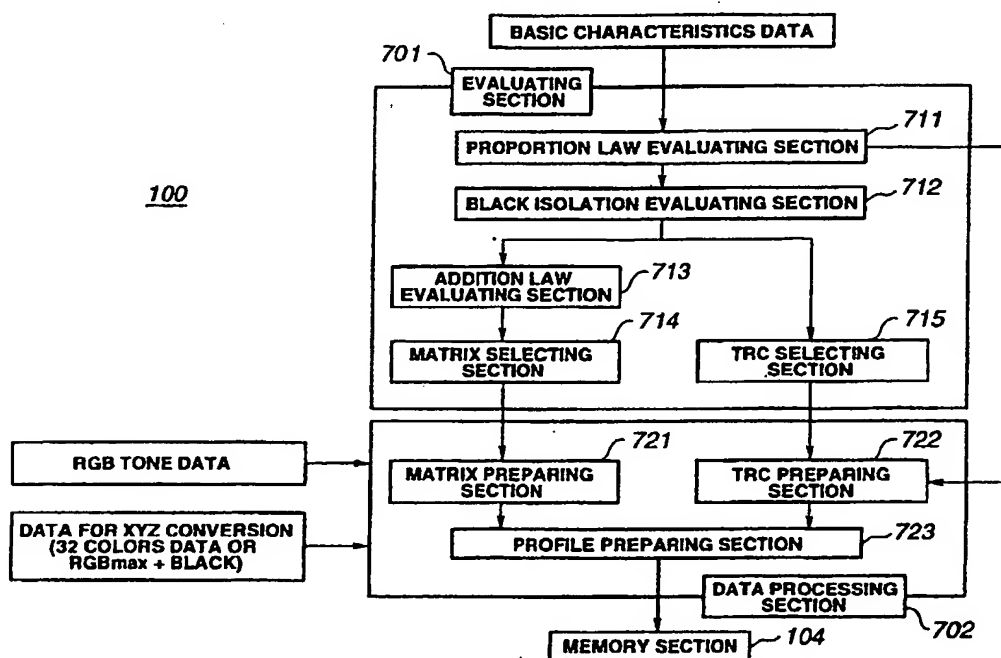 BASIC CHARACTERISTICS DATA
701
EVALUATING
SECTION
711
PROPORTION LAW EVALUATING SECTION
100
712
BLACK ISOLATION EVALUATING SECTION
713
ADDITION LAW
EVALUATING SECTION
714
MATRIX SELECTING
SECTION
715
TRC SELECTING
SECTION
721
MATRIX PREPARING
SECTION
722
TRC PREPARING
SECTION
RGB TONE DATA
DATA FOR XYZ CONVERSION
(32 COLORS DATA OR
RGBmax + BLACK)
PROFILE PREPARING SECTION
723
DATA PROCESSING
SECTION
702
MEMORY SECTION
104